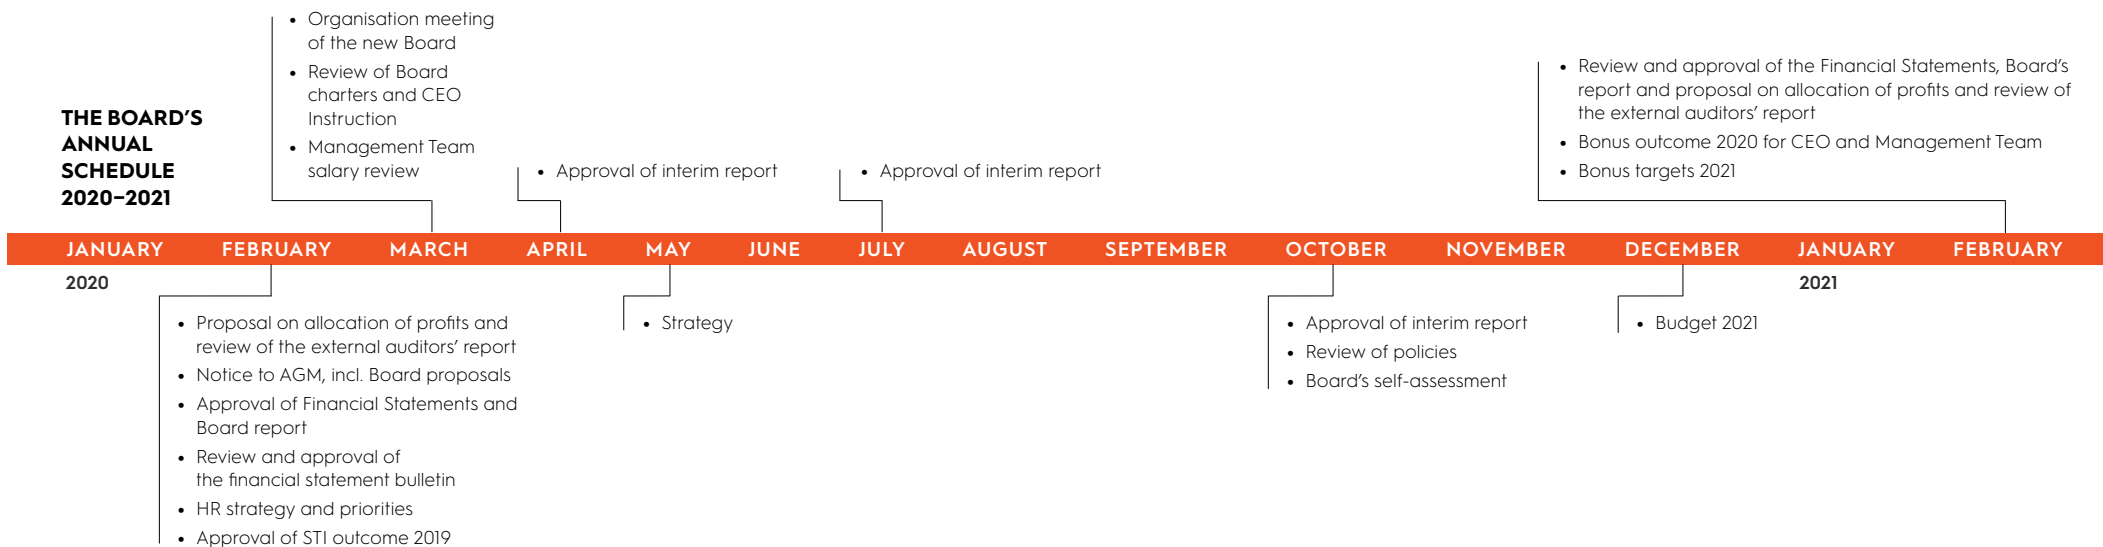 THE BOARD'S
ANNUAL
SCHEDULE
2020–2021
• Organisation meeting
of the new Board
• Review of Board
charters and CEO
Instruction
• Management Team
salary review
• Approval of interim report
• Approval of interim report
• Review and approval of the Financial Statements, Board's
report and proposal on allocation of profits and review of
the external auditors' report
• Bonus outcome 2020 for CEO and Management Team
• Bonus targets 2021
JANUARY FEBRUARY MARCH APRIL MAY JUNE JULY AUGUST SEPTEMBER OCTOBER NOVEMBER DECEMBER JANUARY FEBRUARY
2020 2021
• Proposal on allocation of profits and
review of the external auditors' report
• Notice to AGM, incl. Board proposals
• Approval of Financial Statements and
Board report
• Review and approval of
the financial statement bulletin
• HR strategy and priorities
• Approval of STI outcome 2019
• Strategy
• Approval of interim report
• Review of policies
• Board's self-assessment
• Budget 2021